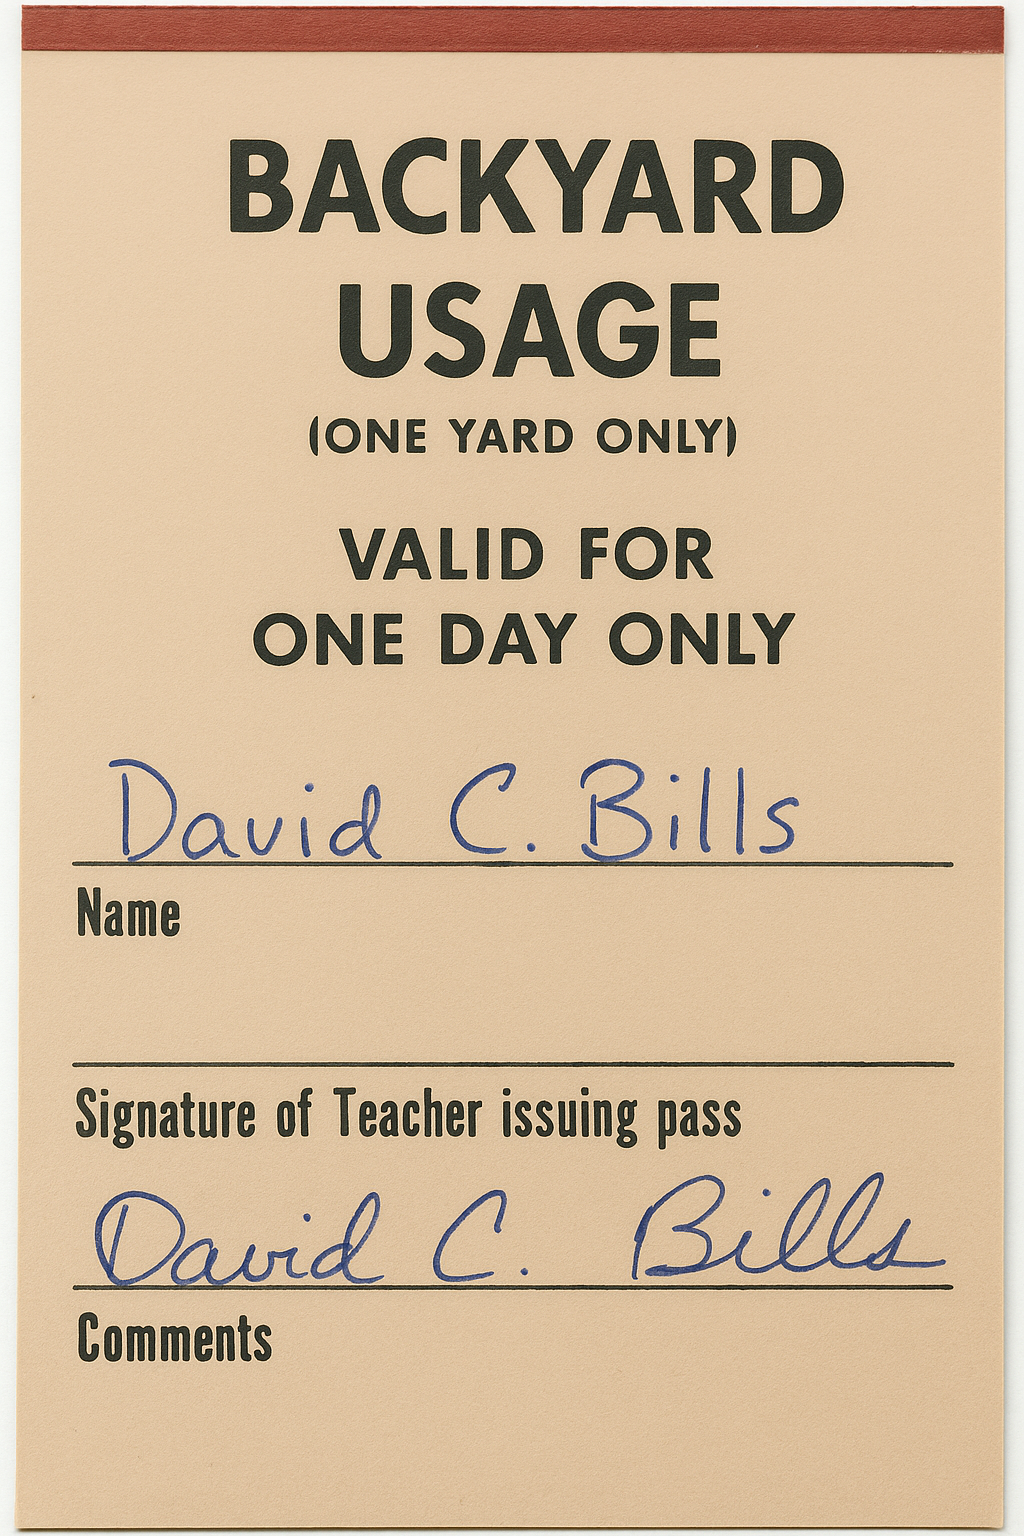 BACKYARD
USAGE
(ONE YARD ONLY)
VALID FOR
ONE DAY ONLY
David C. Bills
Name
Signature of Teacher issuing pass
David C. Bills
Comments